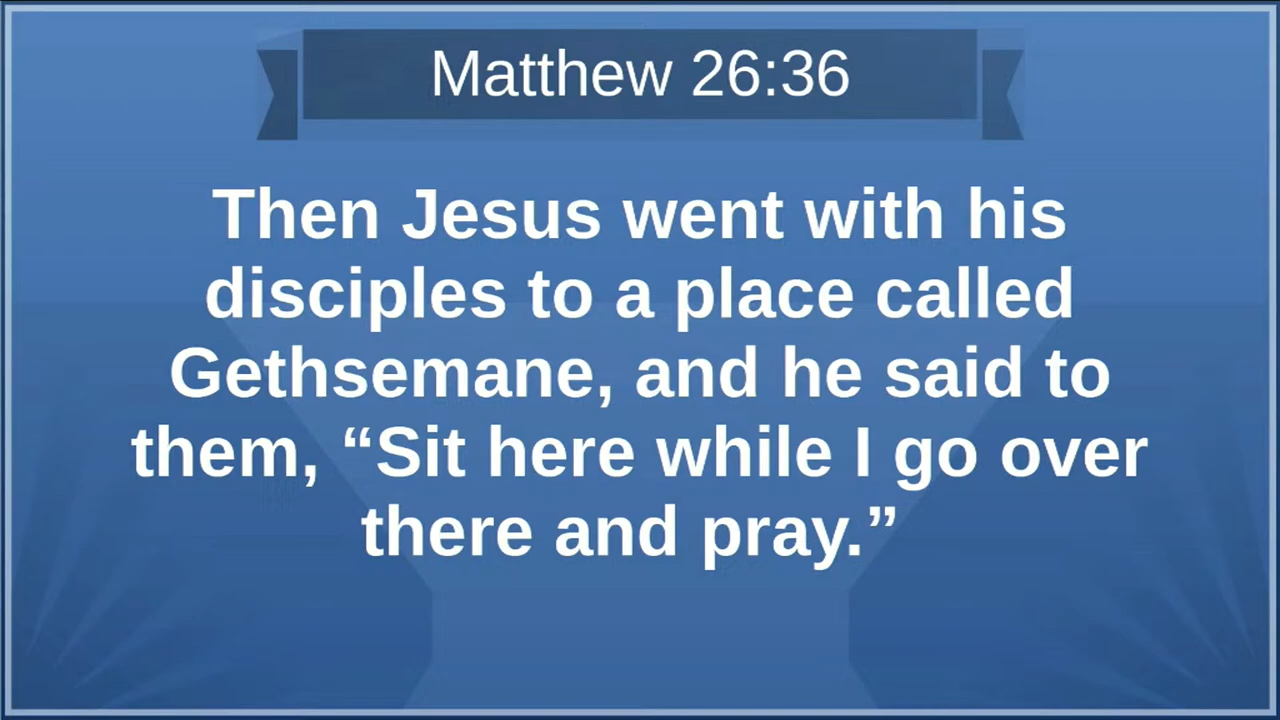 Matthew 26:36
Then Jesus went with his
disciples to a place called
Gethsemane, and he said to
them, “Sit here while I go over
there and pray.”